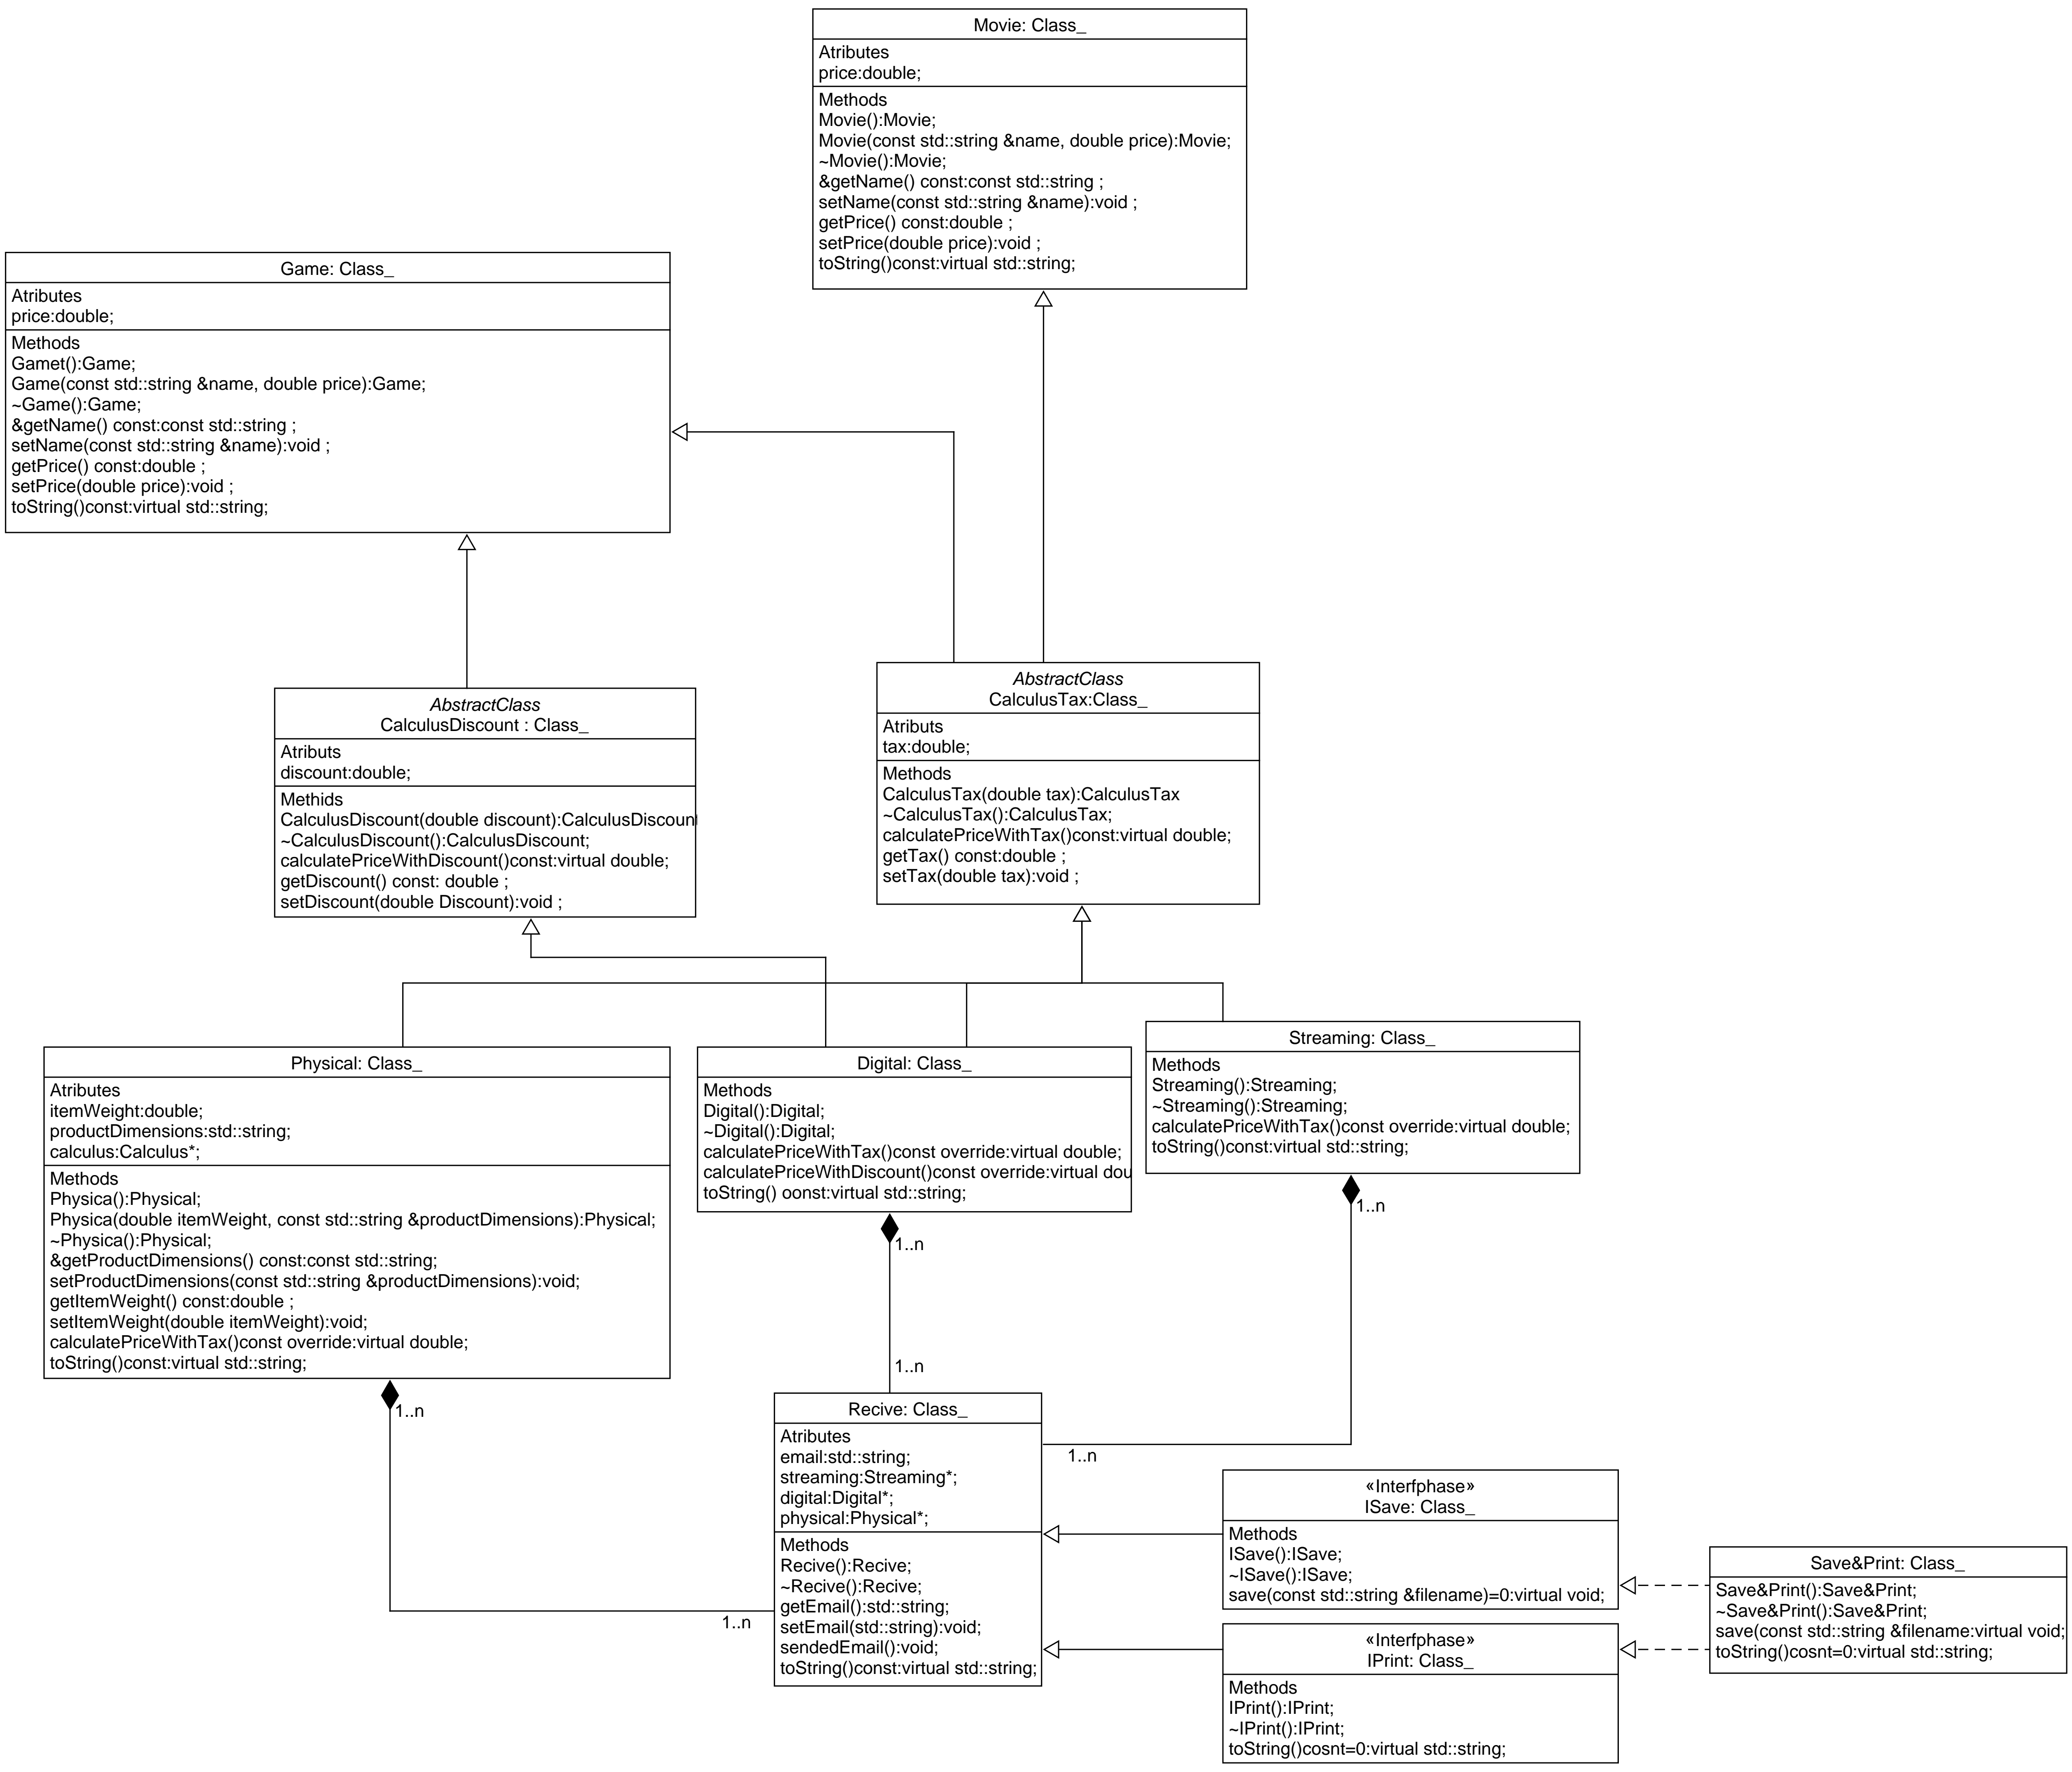 Movie: Class_
Atributes
price:double;
Methods
Movie():Movie;
Movie(const std::string &name, double price):Movie;
~Movie():Movie;
&getName() const:const std::string ;
setName(const std::string &name):void ;
getPrice() const:double ;
setPrice(double price):void ;
toString()const:virtual std::string;
Game: Class_
Atributes
price:double;
Methods
Gamet():Game;
Game(const std::string &name, double price):Game;
~Game():Game;
&getName() const:const std::string ;
setName(const std::string &name):void ;
getPrice() const:double ;
setPrice(double price):void ;
toString()const:virtual std::string;
AbstractClass
CalculusDiscount : Class_
Atributs
discount:double;
Methids
CalculusDiscount(double discount):CalculusDiscount
~CalculusDiscount():CalculusDiscount;
calculatePriceWithDiscount()const:virtual double;
getDiscount() const: double ;
setDiscount(double Discount):void ;
AbstractClass
CalculusTax:Class_
Atributs
tax:double;
Methods
CalculusTax(double tax):CalculusTax
~CalculusTax():CalculusTax;
calculatePriceWithTax()const:virtual double;
getTax() const:double ;
setTax(double tax):void ;
Physical: Class_
Atributes
itemWeight:double;
productDimensions:std::string;
calculus:Calculus*;
Methods
Physica():Physical;
Physica(double itemWeight, const std::string &productDimensions):Physical;
~Physica():Physical;
&getProductDimensions() const:const std::string;
setProductDimensions(const std::string &productDimensions):void;
getItemWeight() const:double ;
setItemWeight(double itemWeight):void;
calculatePriceWithTax()const override:virtual double;
toString()const:virtual std::string;
Digital: Class_
Methods
Digital():Digital;
~Digital():Digital;
calculatePriceWithTax()const override:virtual double;
calculatePriceWithDiscount()const override:virtual dou
toString() oonst:virtual std::string;
Streaming: Class_
Methods
Streaming():Streaming;
~Streaming():Streaming;
calculatePriceWithTax()const override:virtual double;
toString()const:virtual std::string;
1..n
1..n
1..n
1..n
1..n
1..n
Recive: Class_
Atributes
email:std::string;
streaming:Streaming*;
digital:Digital*;
physical:Physical*;
Methods
Recive():Recive;
~Recive():Recive;
getEmail():std::string;
setEmail(std::string):void;
sendedEmail():void;
toString()const:virtual std::string;
«Interfphase»
ISave: Class_
Methods
ISave():ISave;
~ISave():ISave;
save(const std::string &filename)=0:virtual void;
«Interfphase»
IPrint: Class_
Methods
IPrint():IPrint;
~IPrint():IPrint;
toString()cosnt=0:virtual std::string;
Save&Print: Class_
Save&Print():Save&Print;
~Save&Print():Save&Print;
save(const std::string &filename:virtual void;
toString()cosnt=0:virtual std::string;